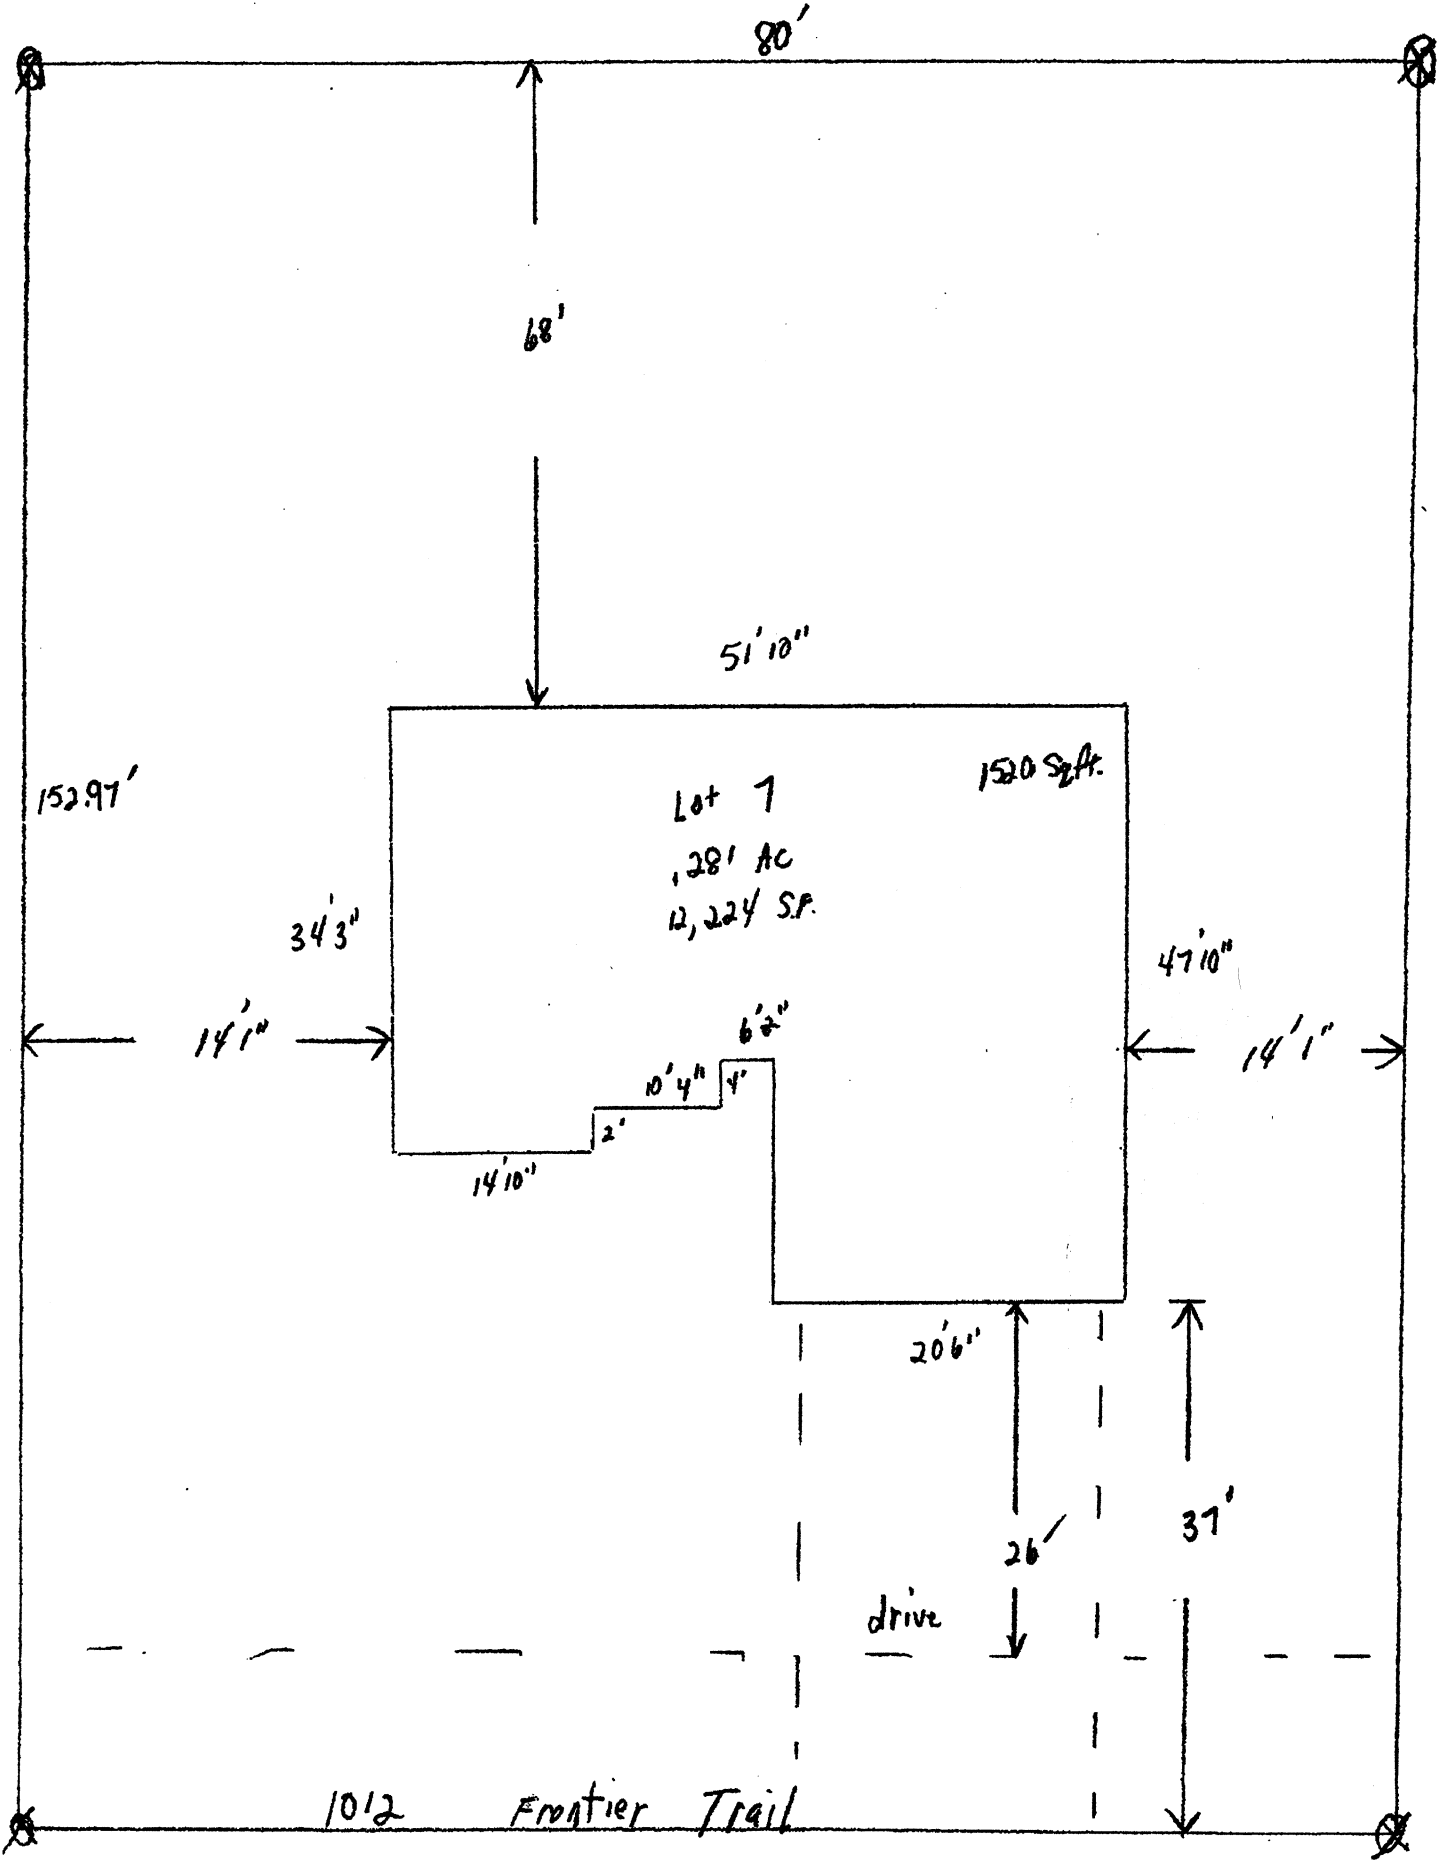 80'
68'
51'10"
152.97'
1520 Sq ft.
Lot 7
.28' Ac
12,224 S.F.
34'3"
47'10"
14'1"
14'1"
6'2"
10'4"
4'
2'
14'10"
20'6"
26'
37'
drive
1012 Frontier Trail